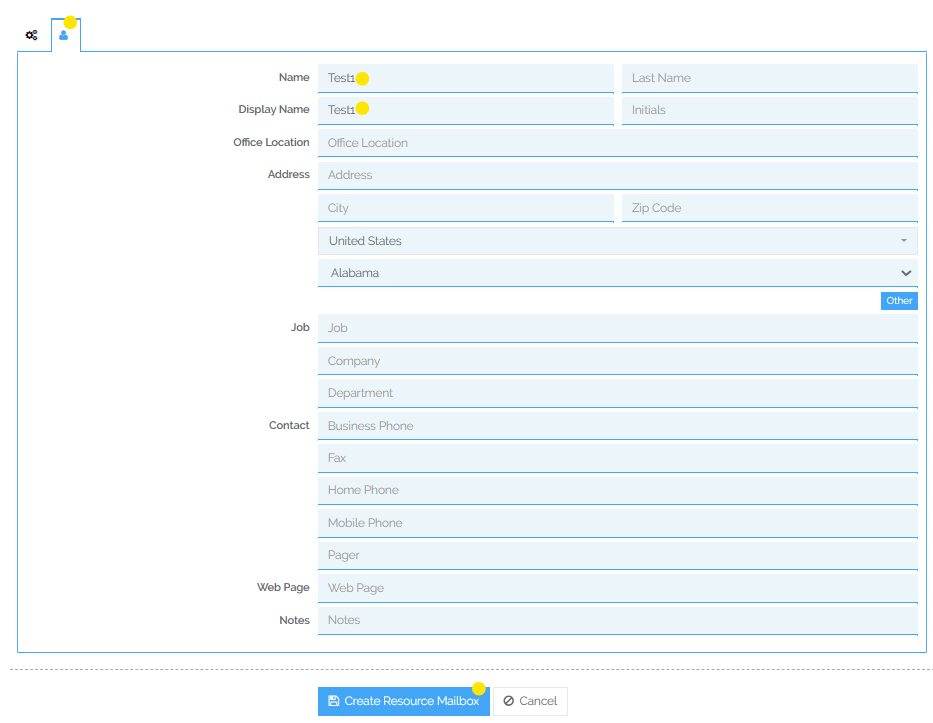 Name Test1 Last Name
Display Name Test1 Initials
Office Location Office Location
Address Address
City Zip Code
United States
Alabama
Other
Job Job
Company
Department
Contact Business Phone
Fax
Home Phone
Mobile Phone
Pager
Web Page Web Page
Notes Notes
Create Resource Mailbox Cancel